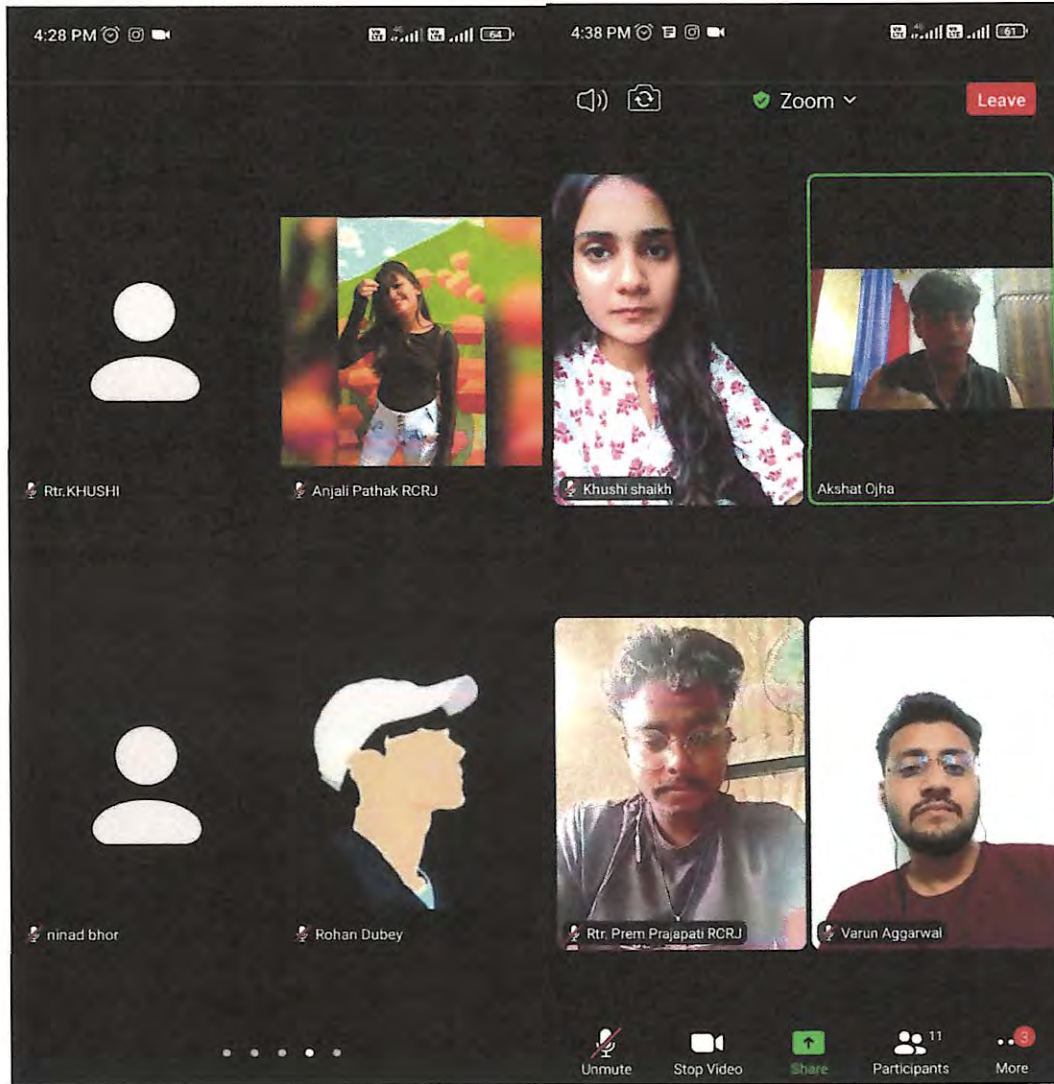 4:28 PM
64
Rtr.KHUSHI
Anjali Pathak RCRJ
ninad bhor
Rohan Dubey
4:38 PM
61
Zoom
Leave
Khushi shaikh
Akshat Ojha
Rtr. Prem Prajapati RCRJ
Varun Aggarwal
Unmute
Stop Video
Share
Participants
11
More
3